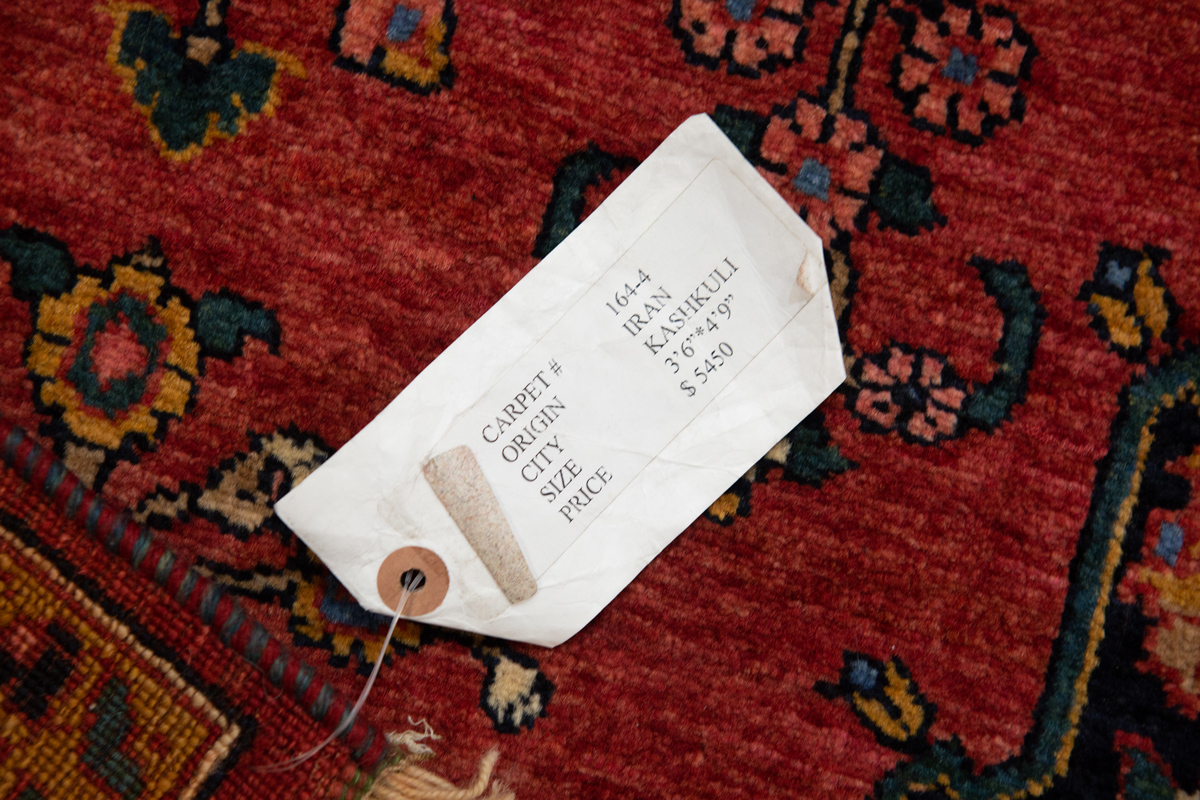 CARPET # 164-4
ORIGIN IRAN
CITY KASHKULI
SIZE 3'6"*4'9"
PRICE $ 5450